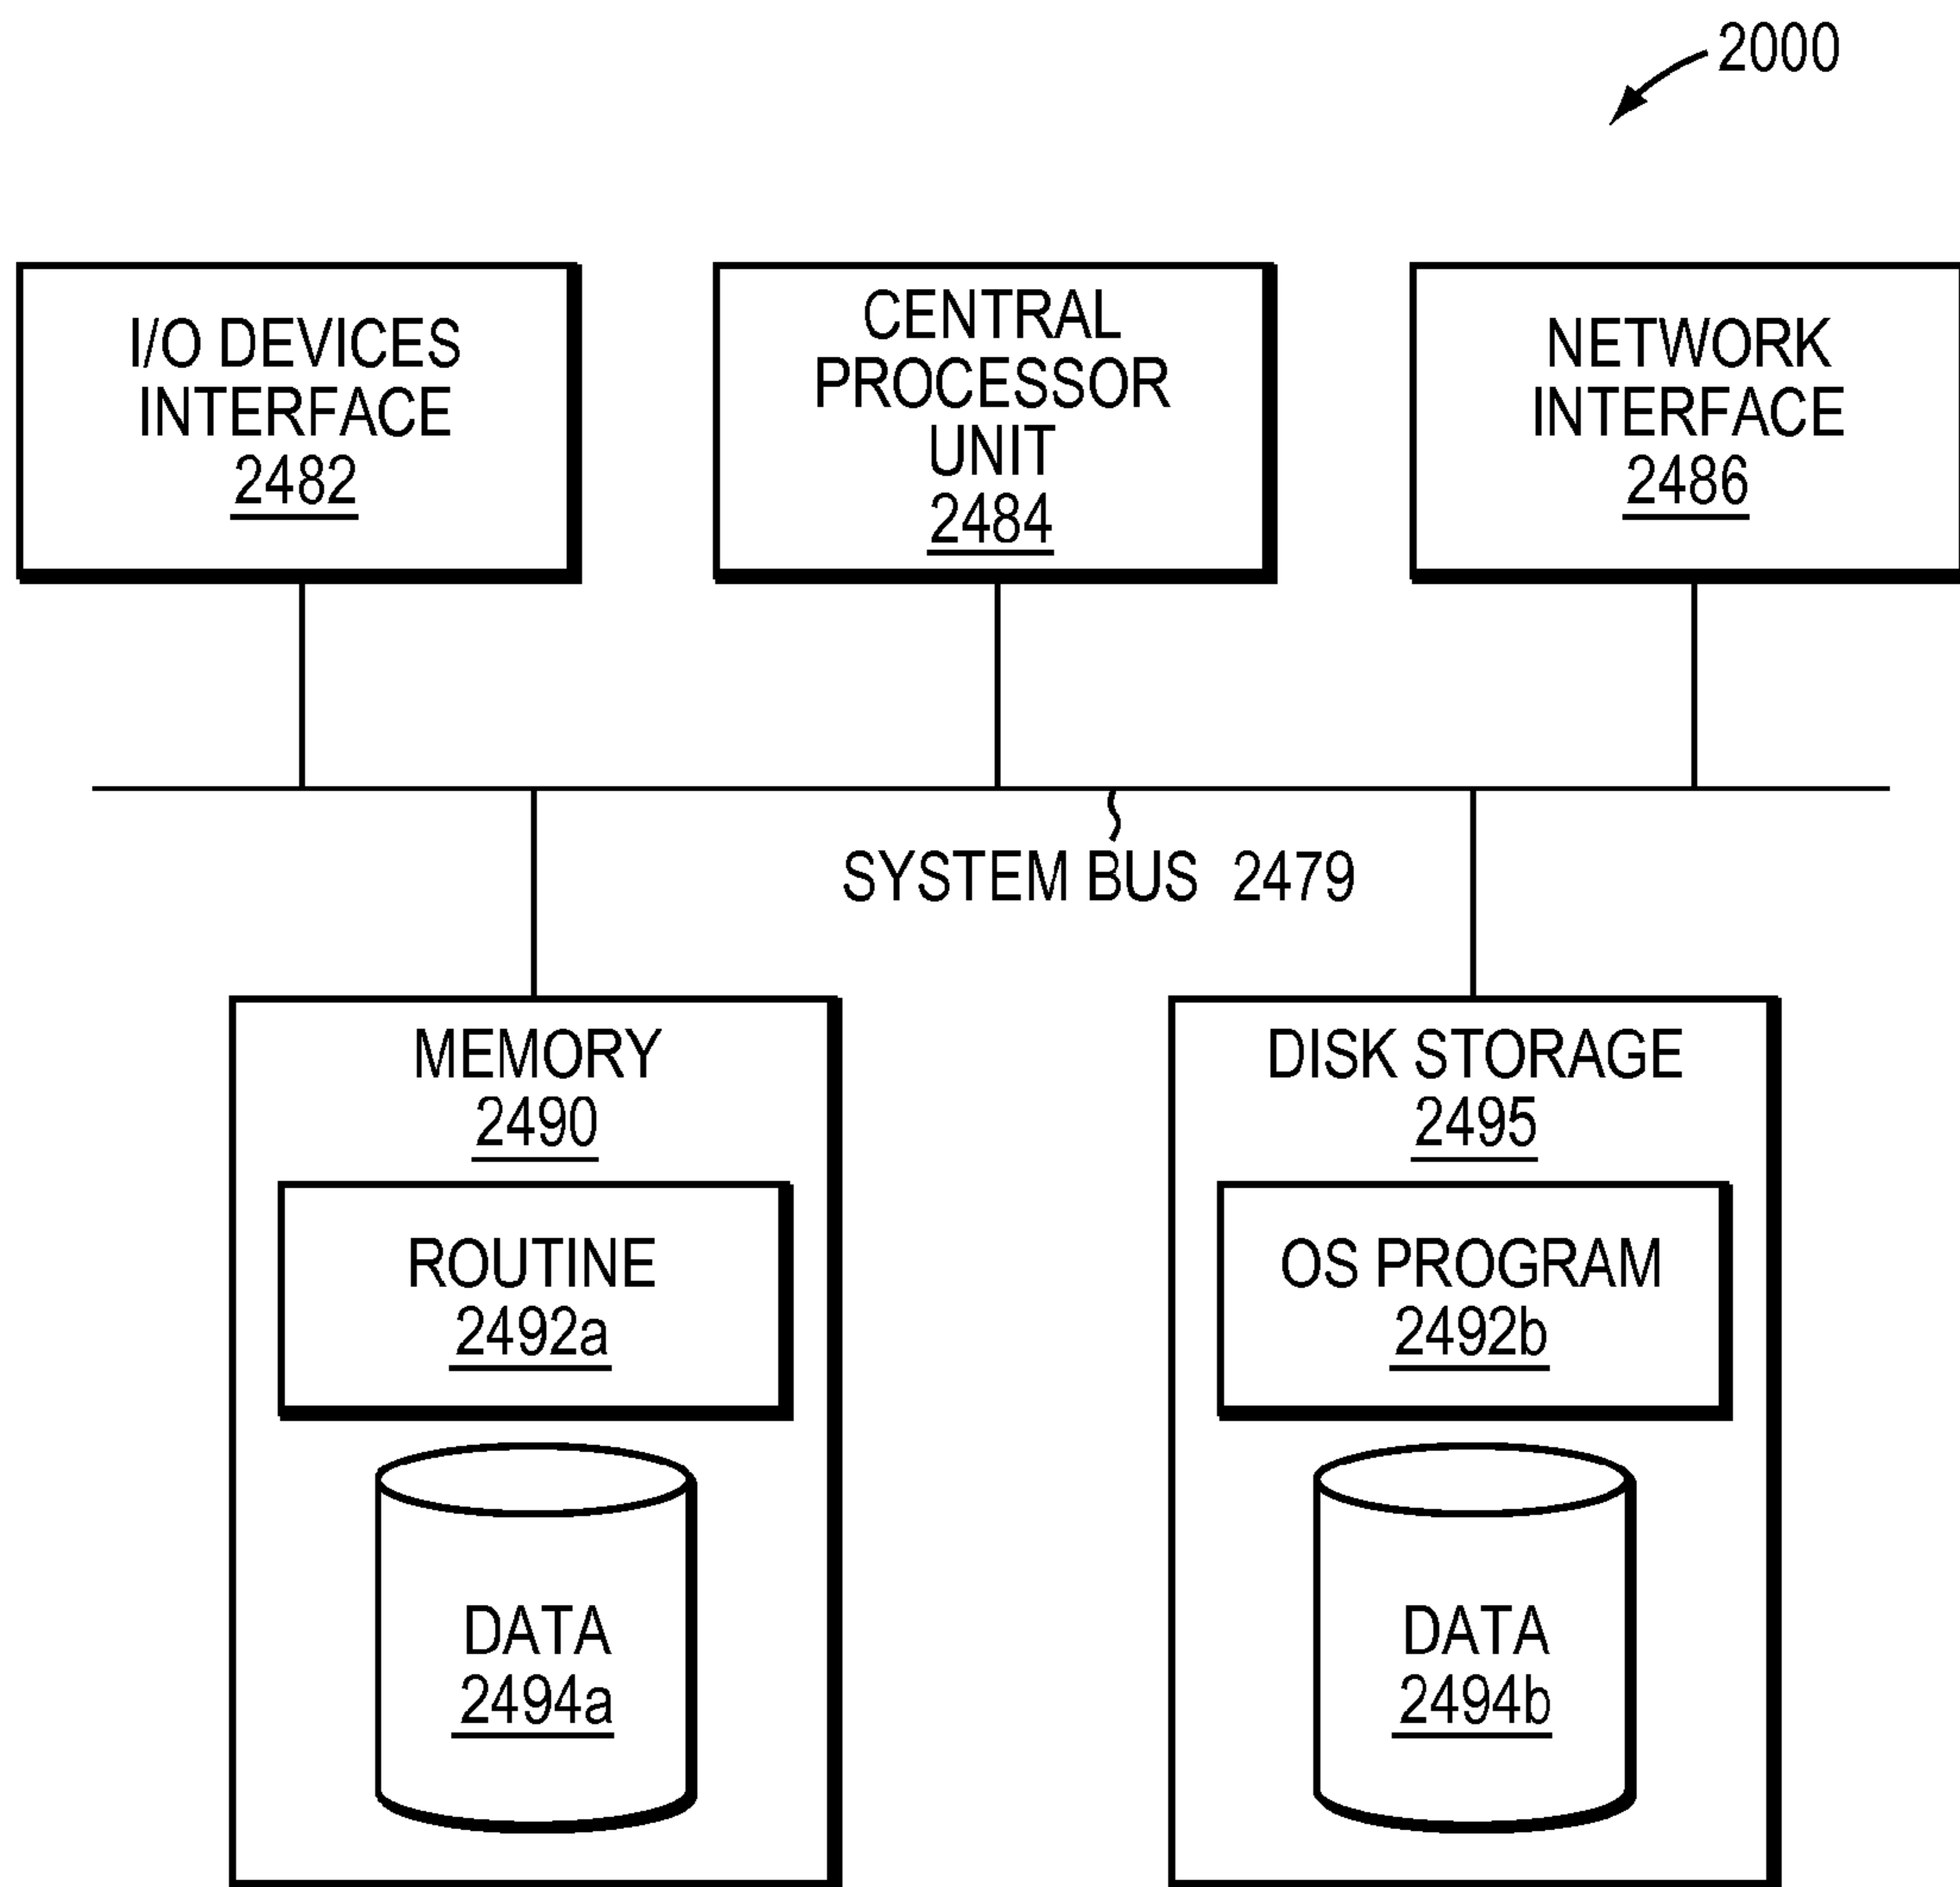 2000
I/O DEVICES
INTERFACE
2482
CENTRAL
PROCESSOR
UNIT
2484
NETWORK
INTERFACE
2486
SYSTEM BUS 2479
MEMORY
2490
ROUTINE
2492a
DATA
2494a
DISK STORAGE
2495
OS PROGRAM
2492b
DATA
2494b